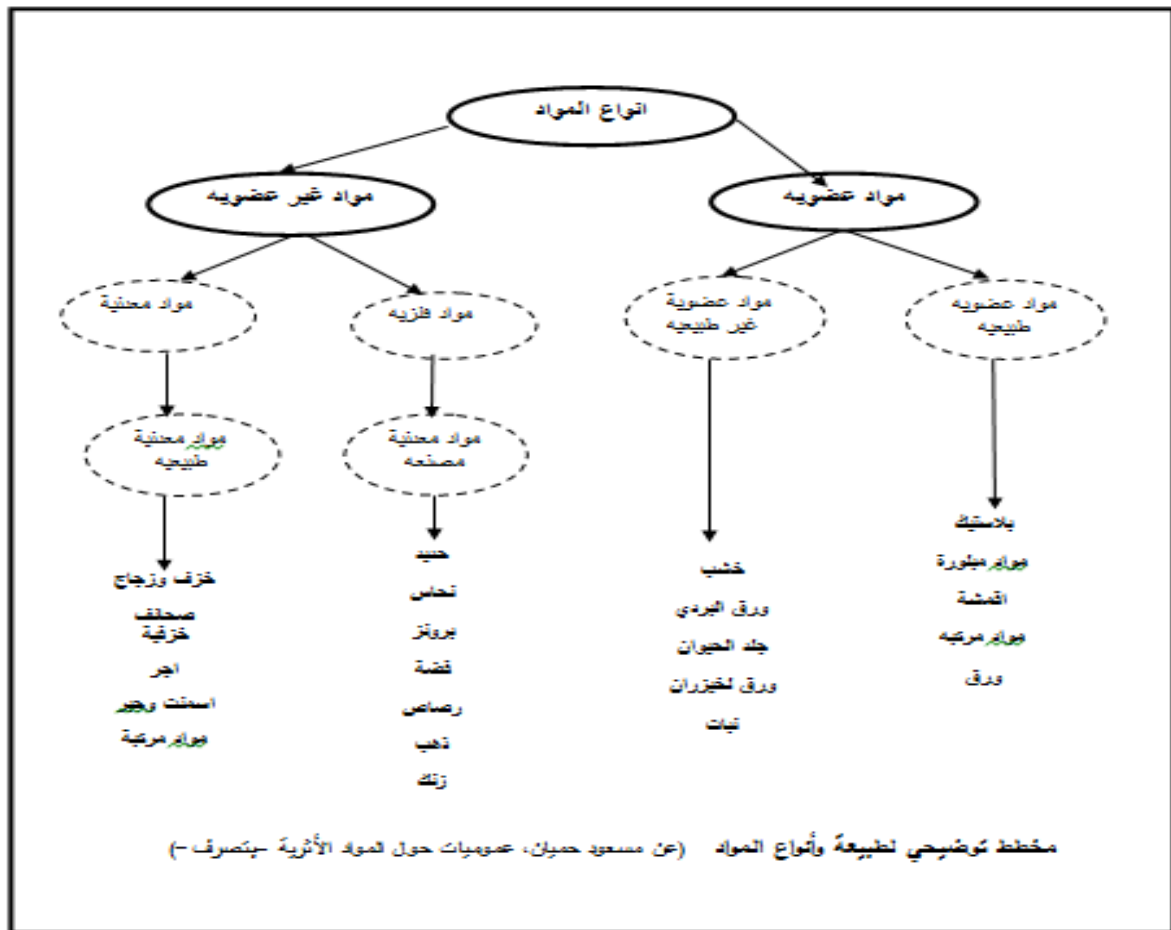 انواع المواد
مواد عضويه
مواد غير عضويه
مواد عضويه
طبيعيه
مواد عضوية
غير طبيعيه
مواد فلزيه
مواد معدنية
مواد معدنية
مصنعه
مواد معدنية
طبيعيه
بلاستيك
مواد مبلورة
اقمشة
مواد مركبه
ورق
خشب
ورق البردي
جلد الحيوان
ورق لخيزران
نبات
حديد
نحاس
برونز
فضة
رصاص
ذهب
زنك
خزف وزجاج
صحائف
خزفية
اجر
اسمنت وجير
مواد مركبة
مخطط توضيحي لطبيعة وأنواع المواد (عن مسعود حميان، عموميات حول المواد الأثرية –بتصرف –)